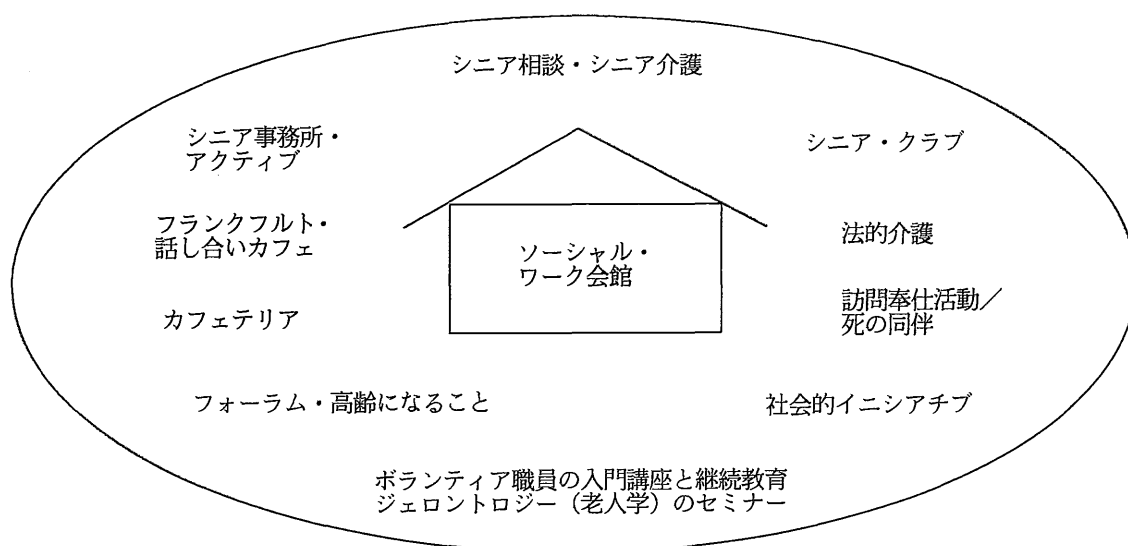 シニア相談・シニア介護
シニア事務所・
アクティブ
シニア・クラブ
フランクフルト・
話し合いカフェ
ソーシャル・
ワーク会館
法的介護
カフェテリア
訪問奉仕活動／
死の同伴
フォーラム・高齢になること
社会的イニシアチブ
ボランティア職員の入門講座と継続教育
ジェロントロジー（老人学）のセミナー